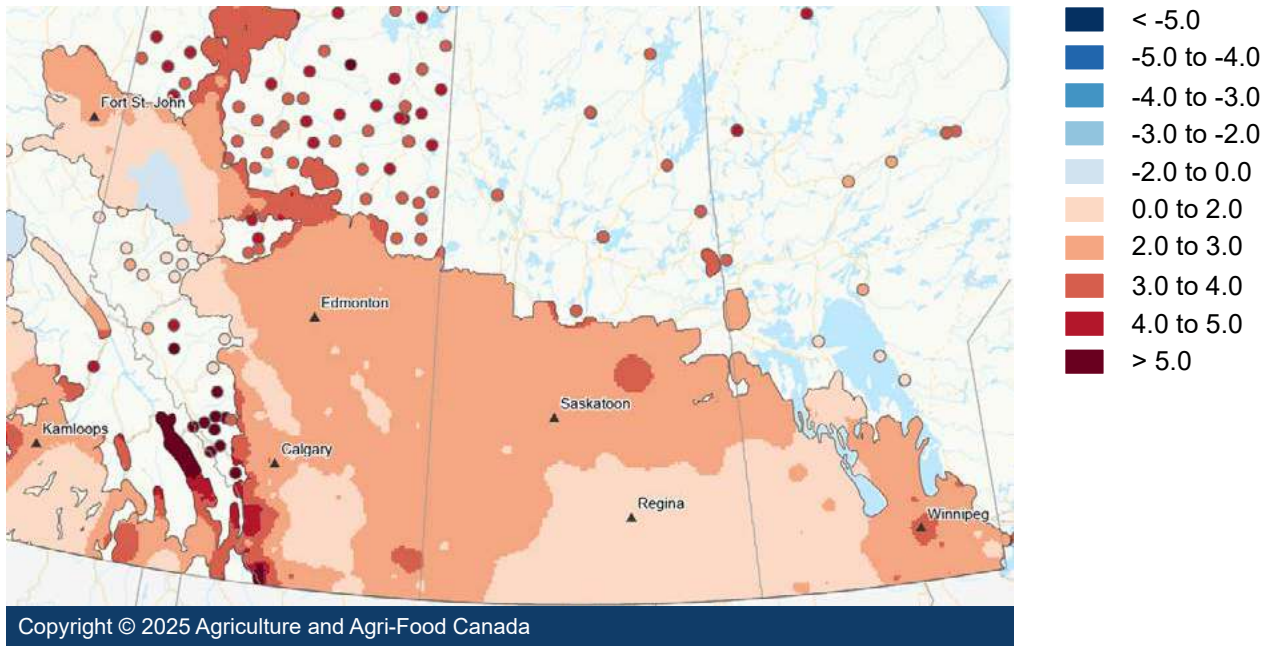 Fort St. John
Edmonton
Saskatoon
Kamloops
Calgary
Regina
Winnipeg
Copyright © 2025 Agriculture and Agri-Food Canada
< -5.0
-5.0 to -4.0
-4.0 to -3.0
-3.0 to -2.0
-2.0 to 0.0
0.0 to 2.0
2.0 to 3.0
3.0 to 4.0
4.0 to 5.0
> 5.0